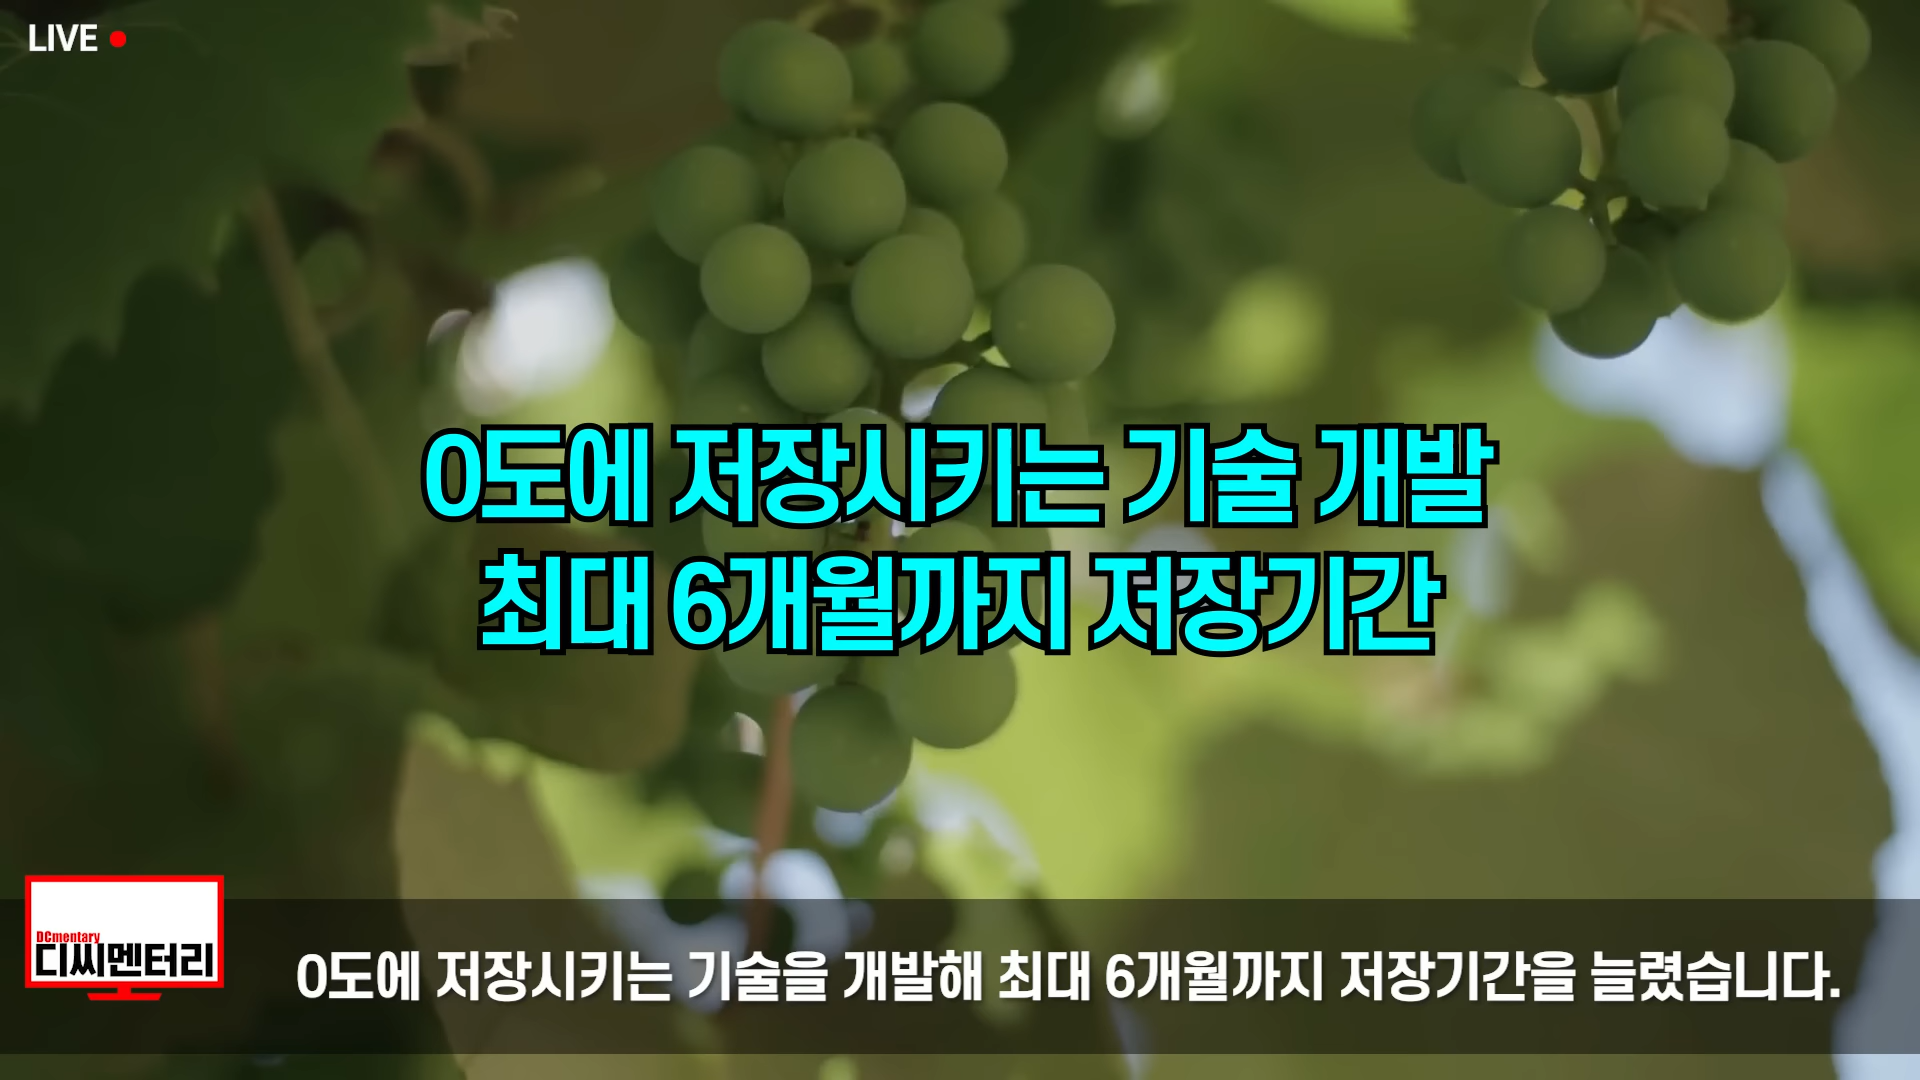 LIVE
0도에 저장시키는 기술 개발
최대 6개월까지 저장기간
DCmentary
디씨멘터리
0도에 저장시키는 기술을 개발해 최대 6개월까지 저장기간을 늘렸습니다.